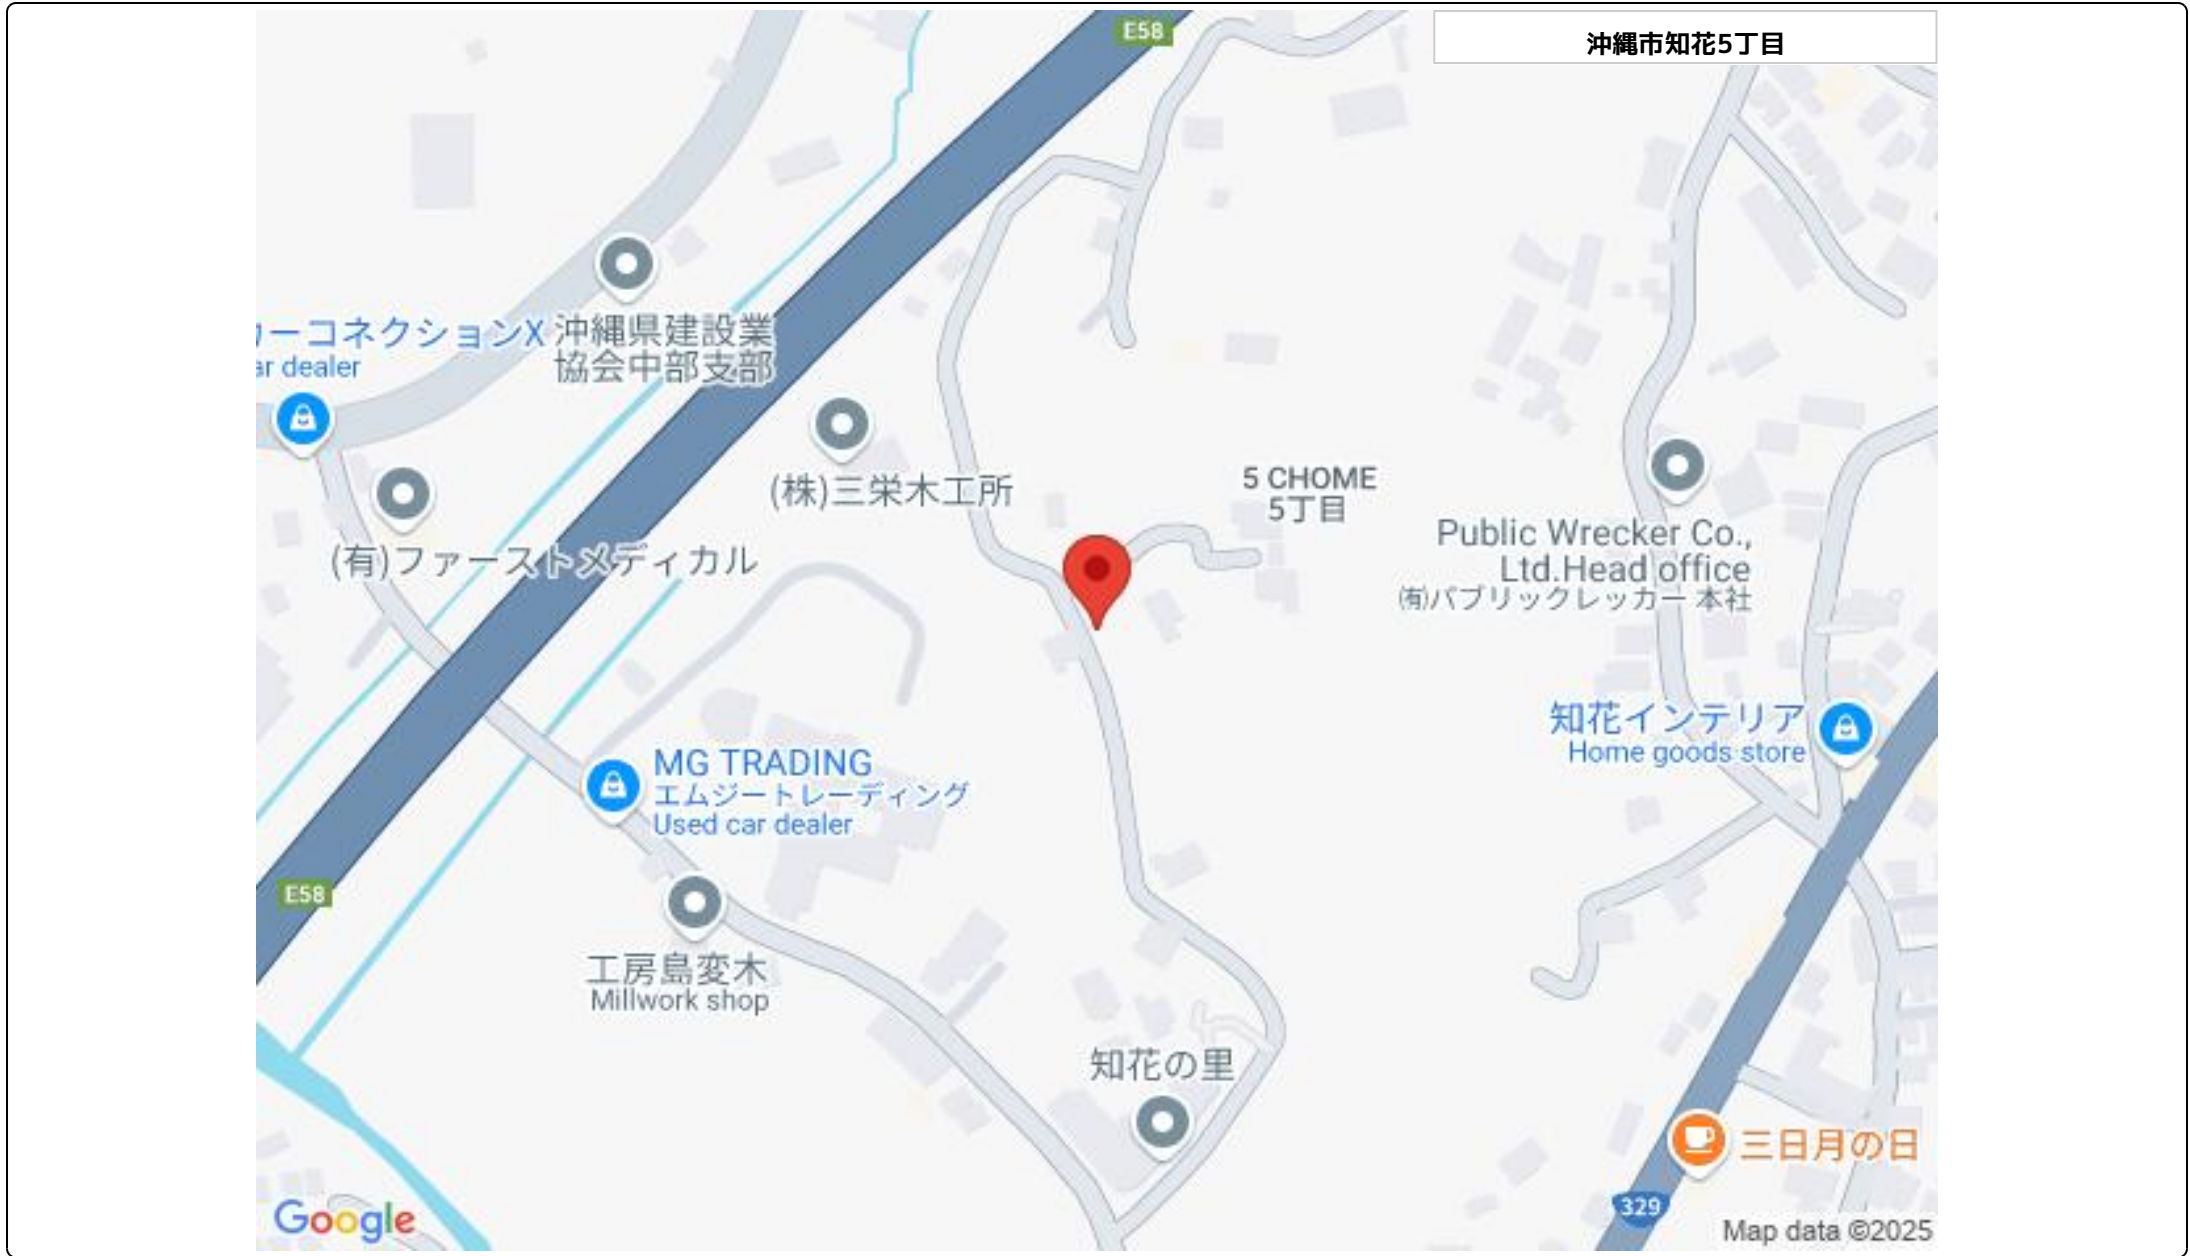 E58
沖縄市知花5丁目
ーコネクションX
ar dealer
沖縄県建設業
協会中部支部
(株)三栄木工所
5 CHOME
5丁目
(有)ファーストメディカル
Public Wrecker Co.,
Ltd.Head office
㈲パブリックレッカー 本社
知花インテリア
Home goods store
MG TRADING
エムジートレーディング
Used car dealer
E58
工房島変木
Millwork shop
知花の里
三日月の日
329
Google
Map data ©2025